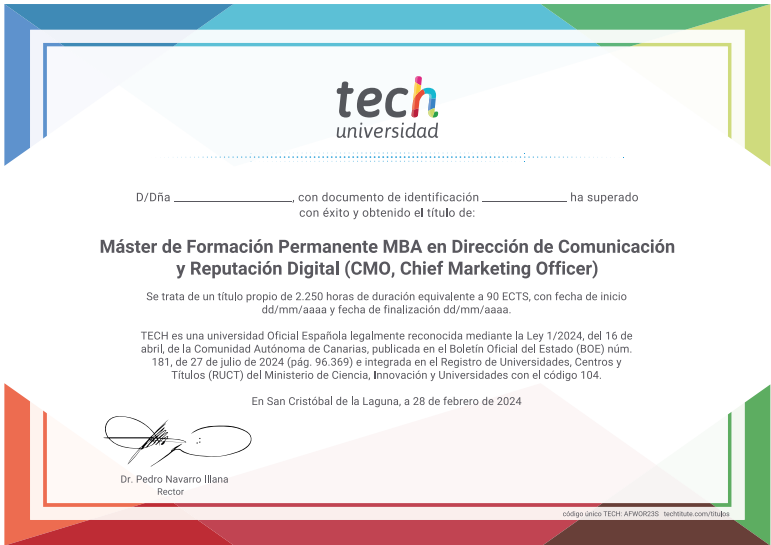 tech
universidad
D/Dña ______________, con documento de identificación __________ ha superado
con éxito y obtenido el título de:
Máster de Formación Permanente MBA en Dirección de Comunicación
y Reputación Digital (CMO, Chief Marketing Officer)
Se trata de un título propio de 2.250 horas de duración equivalente a 90 ECTS, con fecha de inicio
dd/mm/aaaa y fecha de finalización dd/mm/aaaa.
TECH es una universidad Oficial Española legalmente reconocida mediante la Ley 1/2024, del 16 de
abril, de la Comunidad Autónoma de Canarias, publicada en el Boletín Oficial del Estado (BOE) núm.
181, de 27 de julio de 2024 (pág. 96.369) e integrada en el Registro de Universidades, Centros y
Títulos (RUCT) del Ministerio de Ciencia, Innovación y Universidades con el código 104.
En San Cristóbal de la Laguna, a 28 de febrero de 2024
Dr. Pedro Navarro Illana
Rector
código único TECH: AFWOR23S techtitute.com/titulos